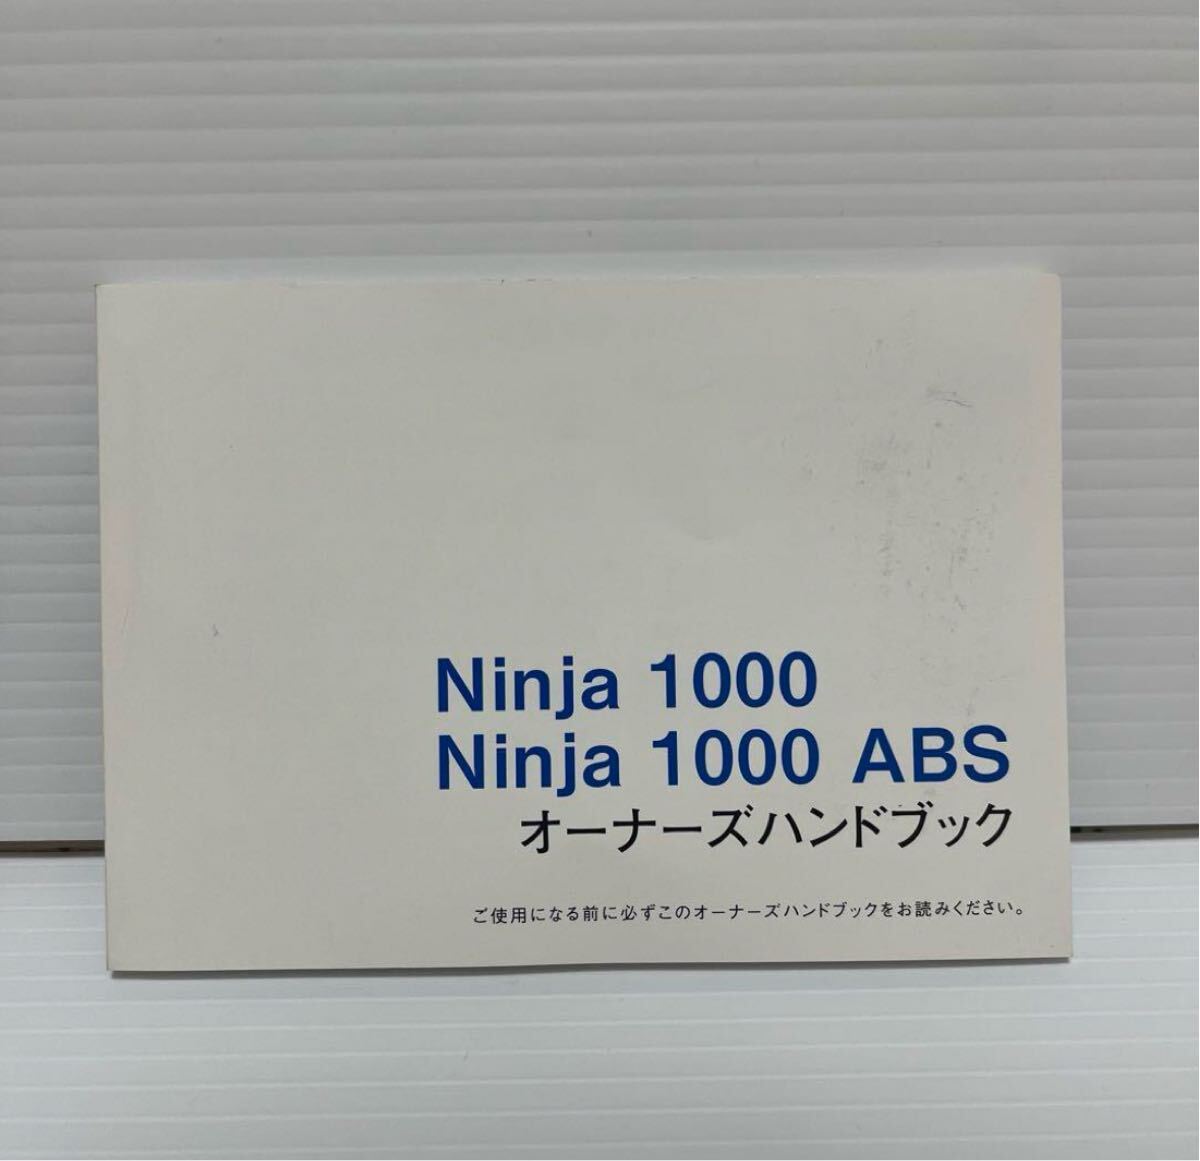 Ninja 1000
Ninja 1000 ABS
オーナーズハンドブック
ご使用になる前に必ずこのオーナーズハンドブックをお読みください。